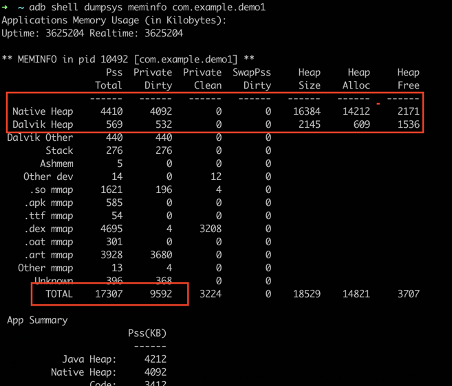 ➜ ~ adb shell dumpsys meminfo com.example.demo1
Applications Memory Usage (in Kilobytes):
Uptime: 3625204 Realtime: 3625204
** MEMINFO in pid 10492 [com.example.demo1] **
Pss Private Private SwapPss Heap Heap Heap
Total Dirty Clean Dirty Size Alloc Free
------ ------ ------ ------ ------ ------ ------
Native Heap 4410 4092 0 0 16384 14212 2171
Dalvik Heap 569 532 0 0 2145 609 1536
Dalvik Other 440 440 0 0
Stack 276 276 0 0
Ashmem 5 0 0 0
Other dev 14 0 12 0
.so mmap 1621 196 4 0
.apk mmap 585 0 0 0
.ttf mmap 54 0 0 0
.dex mmap 4695 4 3208 0
.oat mmap 301 0 0 0
.art mmap 3928 3680 0 0
Other mmap 13 4 0 0
Unknown 396 368 0 0
TOTAL 17307 9592 3224 0 18529 14821 3707
App Summary
Pss(KB)
------
Java Heap: 4212
Native Heap: 4092
Code: 3412